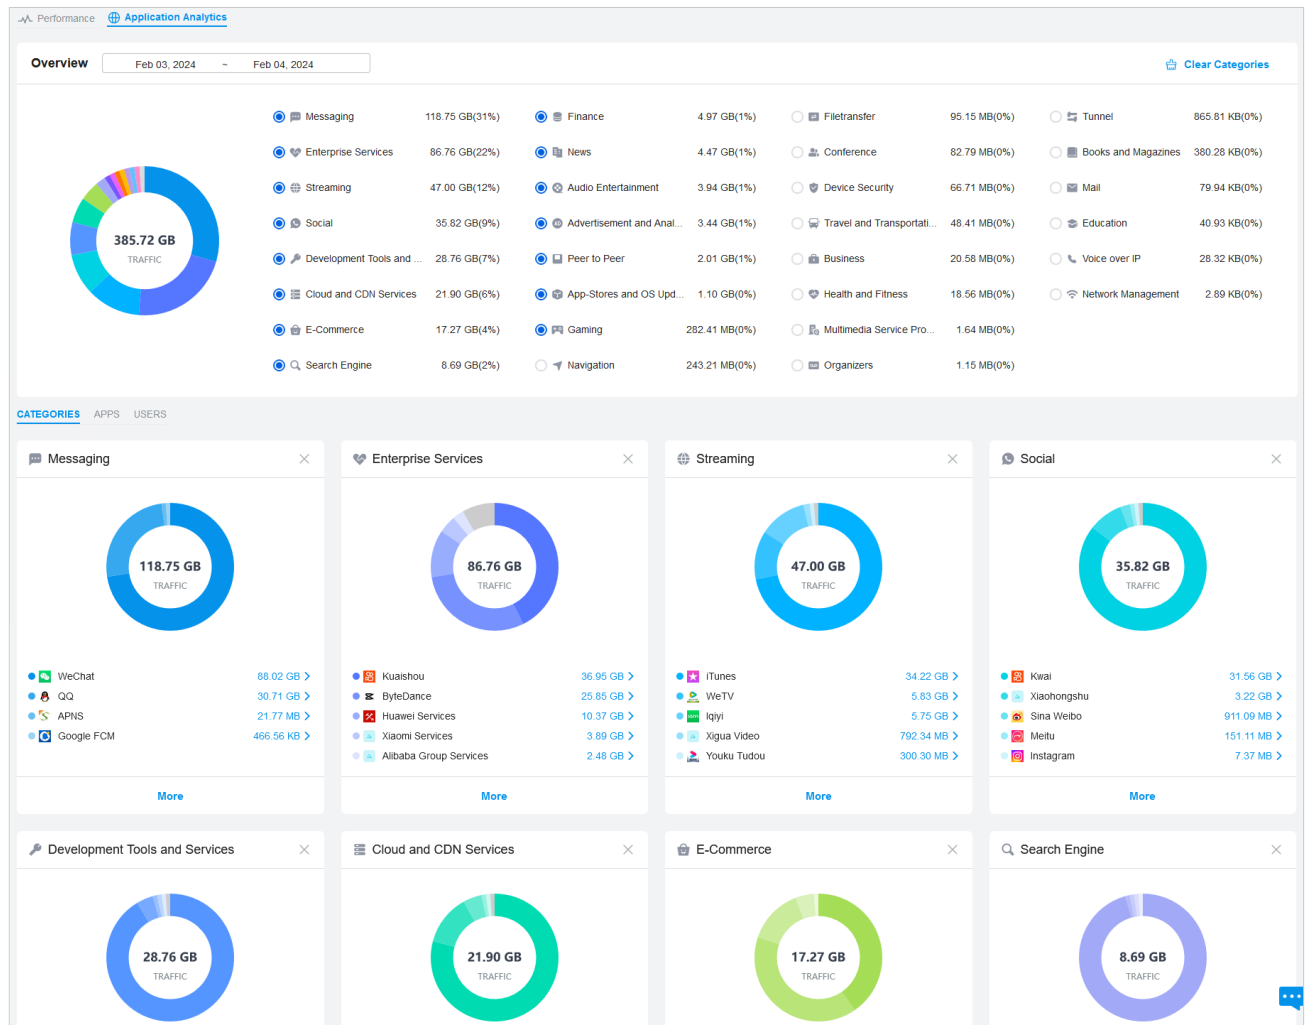 Performance Application Analytics
Overview Feb 03, 2024 ~ Feb 04, 2024 Clear Categories
385.72 GB
TRAFFIC
Messaging 118.75 GB(31%) Finance 4.97 GB(1%) Filetransfer 95.15 MB(0%) Tunnel 865.81 KB(0%)
Enterprise Services 86.76 GB(22%) News 4.47 GB(1%) Conference 82.79 MB(0%) Books and Magazines 380.28 KB(0%)
Streaming 47.00 GB(12%) Audio Entertainment 3.94 GB(1%) Device Security 66.71 MB(0%) Mail 79.94 KB(0%)
Social 35.82 GB(9%) Advertisement and Anal... 3.44 GB(1%) Travel and Transportati... 48.41 MB(0%) Education 40.93 KB(0%)
Development Tools and ... 28.76 GB(7%) Peer to Peer 2.01 GB(1%) Business 20.58 MB(0%) Voice over IP 28.32 KB(0%)
Cloud and CDN Services 21.90 GB(6%) App-Stores and OS Upd... 1.10 GB(0%) Health and Fitness 18.56 MB(0%) Network Management 2.89 KB(0%)
E-Commerce 17.27 GB(4%) Gaming 282.41 MB(0%) Multimedia Service Pro... 1.64 MB(0%)
Search Engine 8.69 GB(2%) Navigation 243.21 MB(0%) Organizers 1.15 MB(0%)
CATEGORIES APPS USERS
Messaging
118.75 GB
TRAFFIC
WeChat 88.02 GB
QQ 30.71 GB
APNS 21.77 MB
Google FCM 466.56 KB
More
Enterprise Services
86.76 GB
TRAFFIC
Kuaishou 36.95 GB
ByteDance 25.85 GB
Huawei Services 10.37 GB
Xiaomi Services 3.89 GB
Alibaba Group Services 2.48 GB
More
Streaming
47.00 GB
TRAFFIC
iTunes 34.22 GB
WeTV 5.83 GB
Iqiyi 5.75 GB
Xigua Video 792.34 MB
Youku Tudou 300.30 MB
More
Social
35.82 GB
TRAFFIC
Kwai 31.56 GB
Xiaohongshu 3.22 GB
Sina Weibo 911.09 MB
Meitu 151.11 MB
Instagram 7.37 MB
More
Development Tools and Services
28.76 GB
TRAFFIC
Cloud and CDN Services
21.90 GB
TRAFFIC
E-Commerce
17.27 GB
TRAFFIC
Search Engine
8.69 GB
TRAFFIC